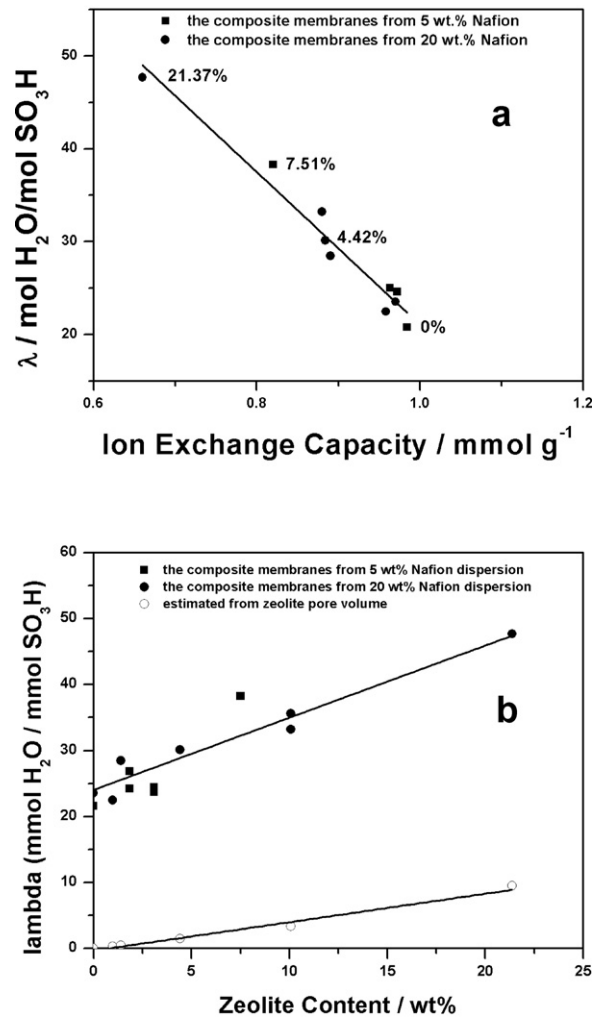 the composite membranes from 5 wt.% Nafion
the composite membranes from 20 wt.% Nafion
50
40
30
20
21.37%
a
7.51%
4.42%
0%
λ / mol H₂O/mol SO₃H
0.6 0.8 1.0 1.2
Ion Exchange Capacity / mmol g⁻¹
60
50
40
30
20
10
0
the composite membranes from 5 wt% Nafion dispersion
the composite membranes from 20 wt% Nafion dispersion
estimated from zeolite pore volume
b
lambda (mmol H₂O / mmol SO₃H)
0 5 10 15 20 25
Zeolite Content / wt%